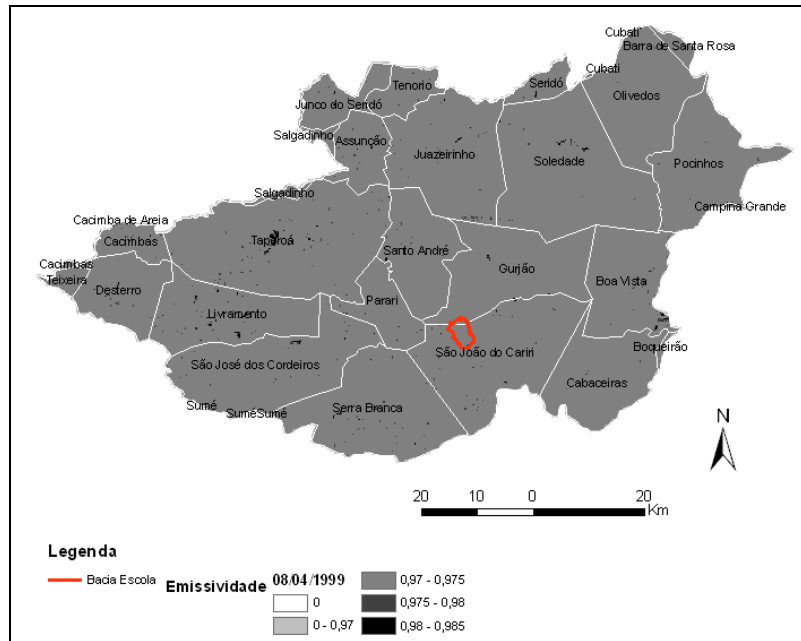 Cubati
Barra de Santa Rosa
Cubati
Tenorio
Seridó
Olivedos
Junco do Seridó
Salgadinho
Assunção
Juazeirinho
Soledade
Pocinhos
Salgadinho
Campina Grande
Cacimba de Areia
Cacimbas
Taperoá
Santo André
Gurjão
Cacimbas
Teixeira
Desterro
Boa Vista
Parari
Livramento
Boqueirão
São João do Cariri
São José dos Cordeiros
Cabaceiras
Sumé
Sumé
Sumé
Serra Branca
N
20 10 0 20
Km
Legenda
Bacia Escola
Emissividade
08/04/1999
0
0 - 0,97
0,97 - 0,975
0,975 - 0,98
0,98 - 0,985